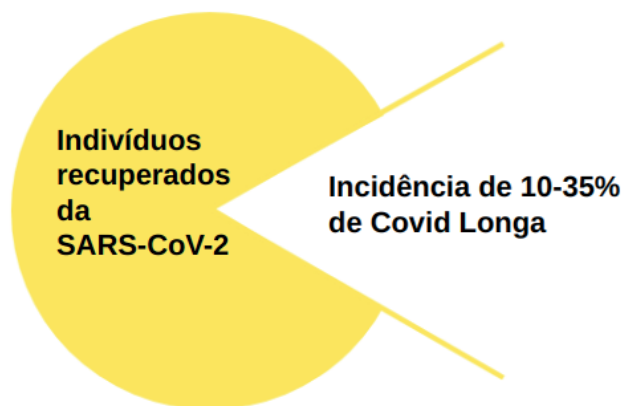 Indivíduos
recuperados
da
SARS-CoV-2
Incidência de 10-35%
de Covid Longa